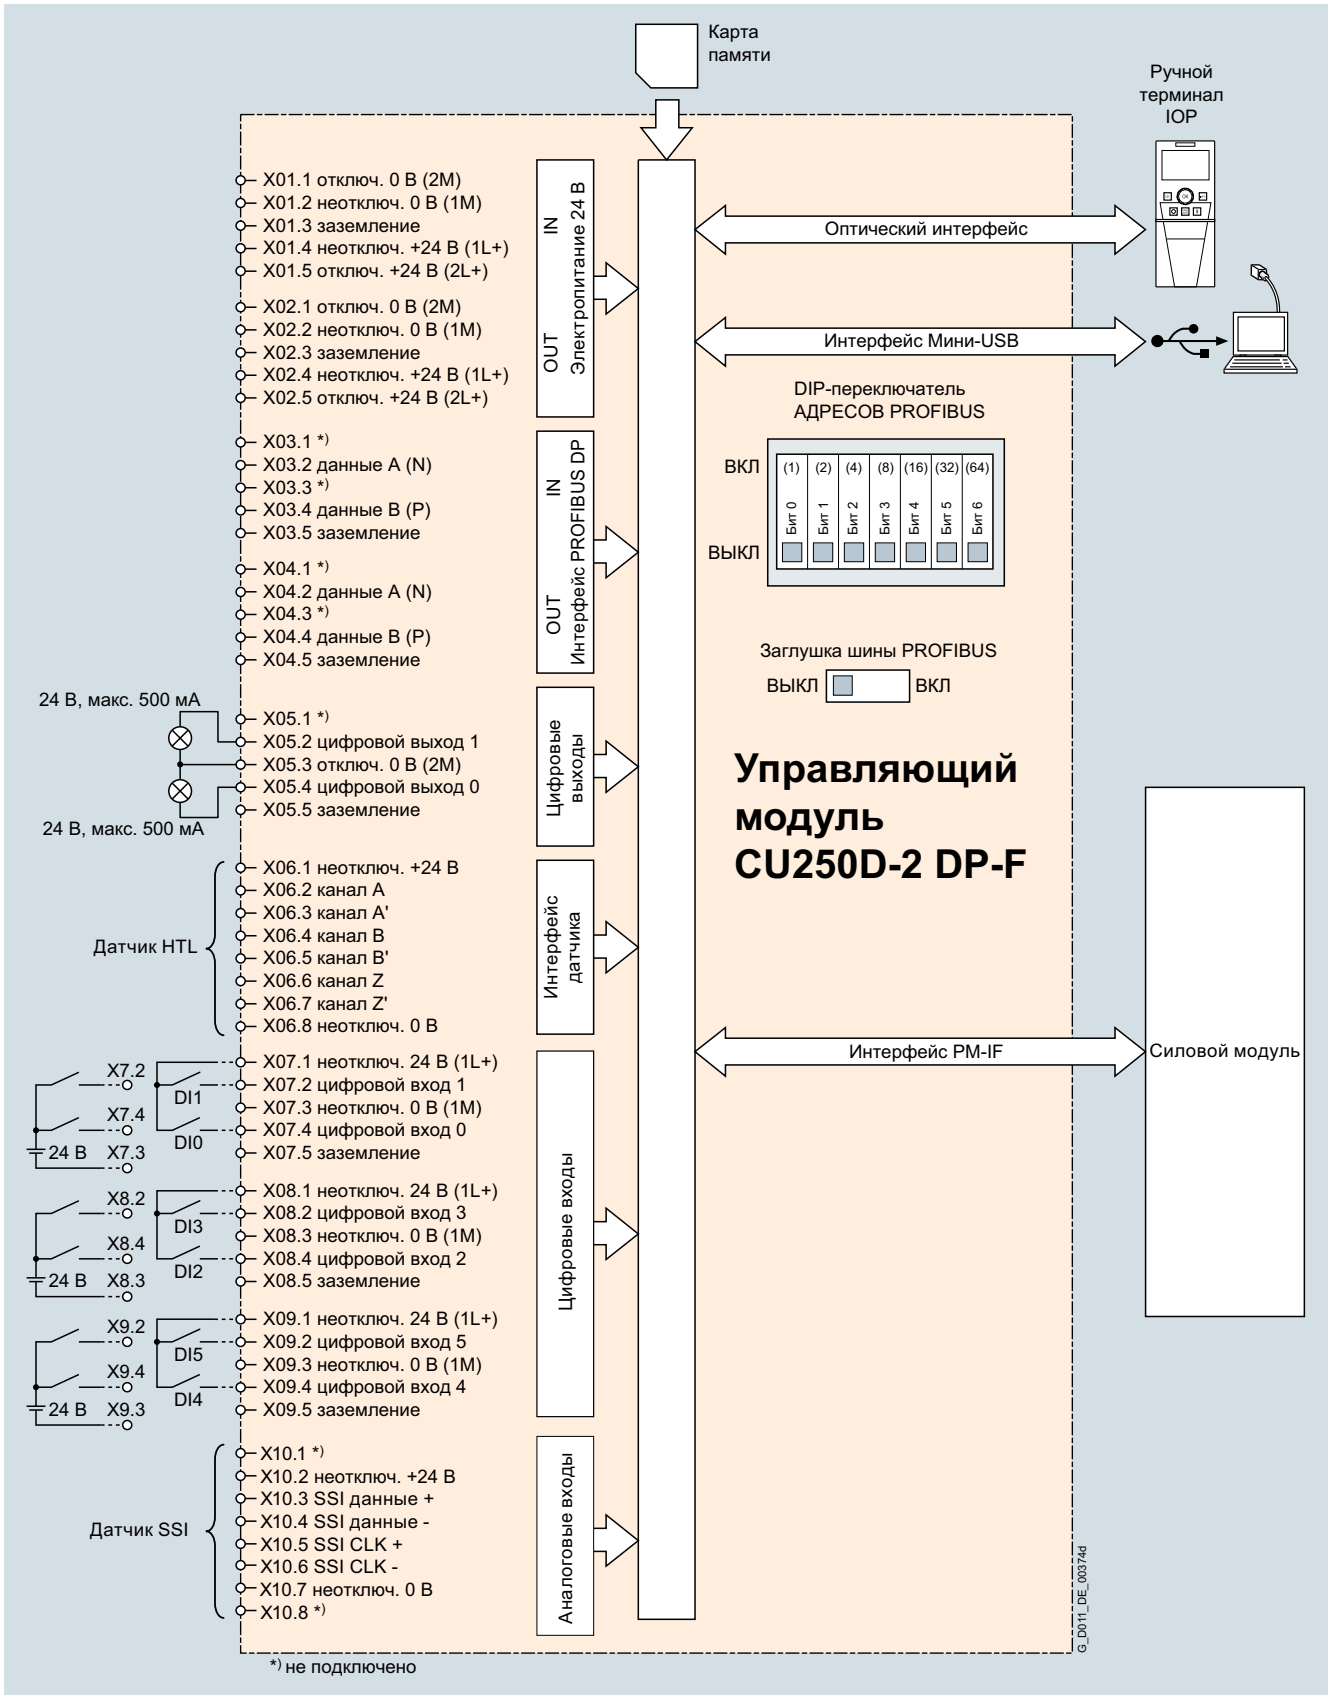 Карта
памяти
Ручной
терминал
IOP
X01.1 отключ. 0 В (2M)
X01.2 неотключ. 0 В (1M)
X01.3 заземление
X01.4 неотключ. +24 В (1L+)
X01.5 отключ. +24 В (2L+)
X02.1 отключ. 0 В (2M)
X02.2 неотключ. 0 В (1M)
X02.3 заземление
X02.4 неотключ. +24 В (1L+)
X02.5 отключ. +24 В (2L+)
OUT IN
Электропитание 24 В
Оптический интерфейс
Интерфейс Мини-USB
DIP-переключатель
АДРЕСОВ PROFIBUS
ВКЛ
(1) (2) (4) (8) (16) (32) (64)
Бит 0 Бит 1 Бит 2 Бит 3 Бит 4 Бит 5 Бит 6
ВЫКЛ
X03.1 *)
X03.2 данные A (N)
X03.3 *)
X03.4 данные B (P)
X03.5 заземление
X04.1 *)
X04.2 данные A (N)
X04.3 *)
X04.4 данные B (P)
X04.5 заземление
OUT IN
Интерфейс PROFIBUS DP
Заглушка шины PROFIBUS
ВЫКЛ ВКЛ
24 В, макс. 500 мА
X05.1 *)
X05.2 цифровой выход 1
X05.3 отключ. 0 В (2M)
X05.4 цифровой выход 0
X05.5 заземление
24 В, макс. 500 мА
Цифровые
выходы
Управляющий
модуль
CU250D-2 DP-F
Датчик HTL
X06.1 неотключ. +24 В
X06.2 канал A
X06.3 канал A'
X06.4 канал B
X06.5 канал B'
X06.6 канал Z
X06.7 канал Z'
X06.8 неотключ. 0 В
Интерфейс
датчика
Интерфейс PM-IF
Силовой модуль
X7.2
X7.4
24 В X7.3
DI1
DI0
X07.1 неотключ. 24 В (1L+)
X07.2 цифровой вход 1
X07.3 неотключ. 0 В (1M)
X07.4 цифровой вход 0
X07.5 заземление
X8.2
X8.4
24 В X8.3
DI3
DI2
X08.1 неотключ. 24 В (1L+)
X08.2 цифровой вход 3
X08.3 неотключ. 0 В (1M)
X08.4 цифровой вход 2
X08.5 заземление
X9.2
X9.4
24 В X9.3
DI5
DI4
X09.1 неотключ. 24 В (1L+)
X09.2 цифровой вход 5
X09.3 неотключ. 0 В (1M)
X09.4 цифровой вход 4
X09.5 заземление
Цифровые входы
Датчик SSI
X10.1 *)
X10.2 неотключ. +24 В
X10.3 SSI данные +
X10.4 SSI данные -
X10.5 SSI CLK +
X10.6 SSI CLK -
X10.7 неотключ. 0 В
X10.8 *)
Аналоговые входы
G_D011_DE_00374d
*) не подключено